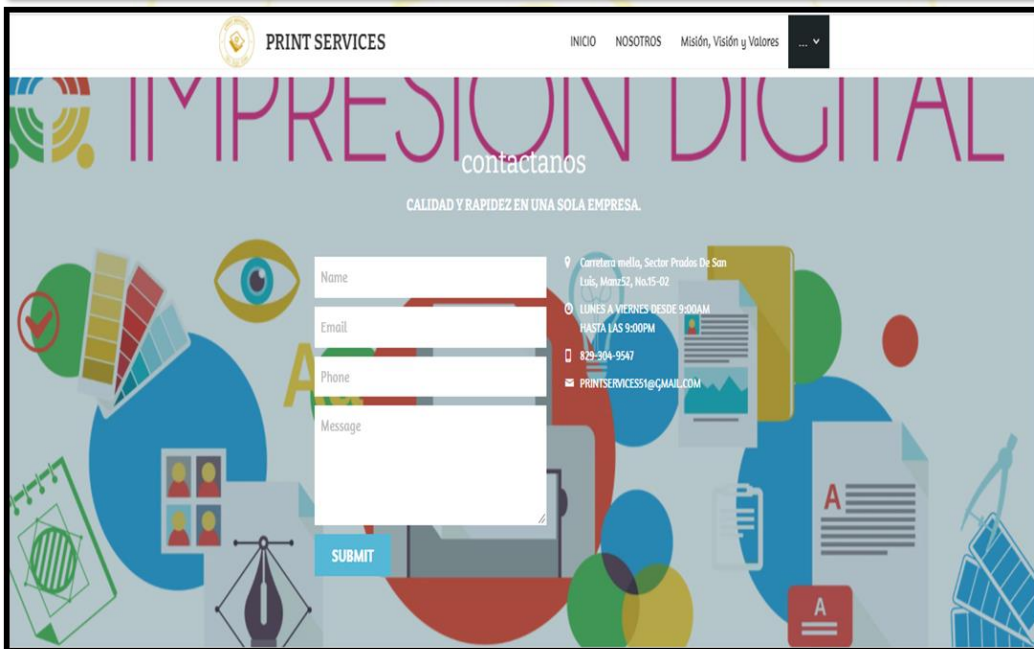 PRINT SERVICES
INICIO NOSOTROS Misión, Visión y Valores ...
IMPRESIÓN DIGITAL
contactanos
CALIDAD Y RAPIDEZ EN UNA SOLA EMPRESA.
Name
Email
Phone
Message
SUBMIT
Carretera mella, Sector Prados De San
Luis, Manz52, No.15-02
LUNES A VIERNES DESDE 9:00AM
HASTA LAS 9:00PM
829-304-9547
PRINTSERVICES51@GMAIL.COM
A
A
A